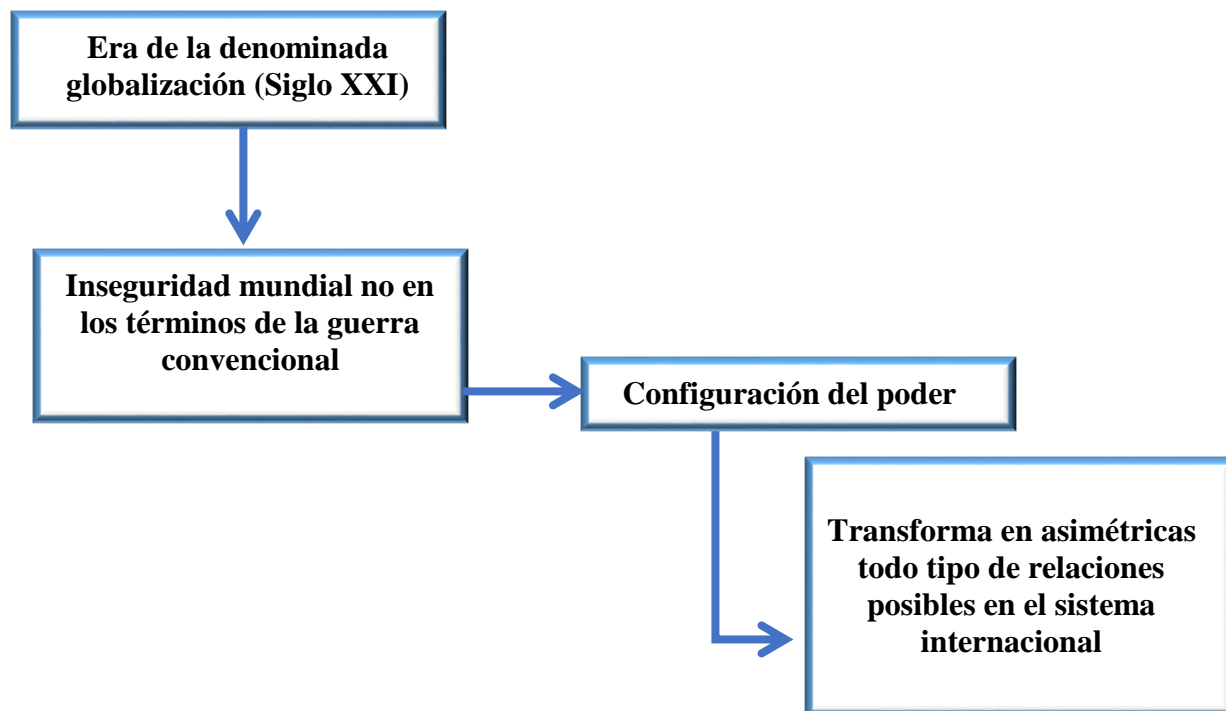 Era de la denominada
globalización (Siglo XXI)
Inseguridad mundial no en
los términos de la guerra
convencional
Configuración del poder
Transforma en asimétricas
todo tipo de relaciones
posibles en el sistema
internacional